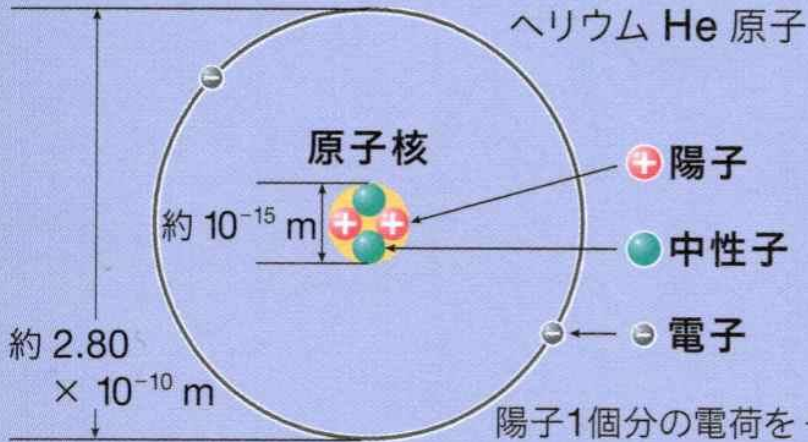 ヘリウム He 原子
原子核
陽子
約 10⁻¹⁵ m
中性子
電子
約 2.80
× 10⁻¹⁰ m
陽子1個分の電荷を